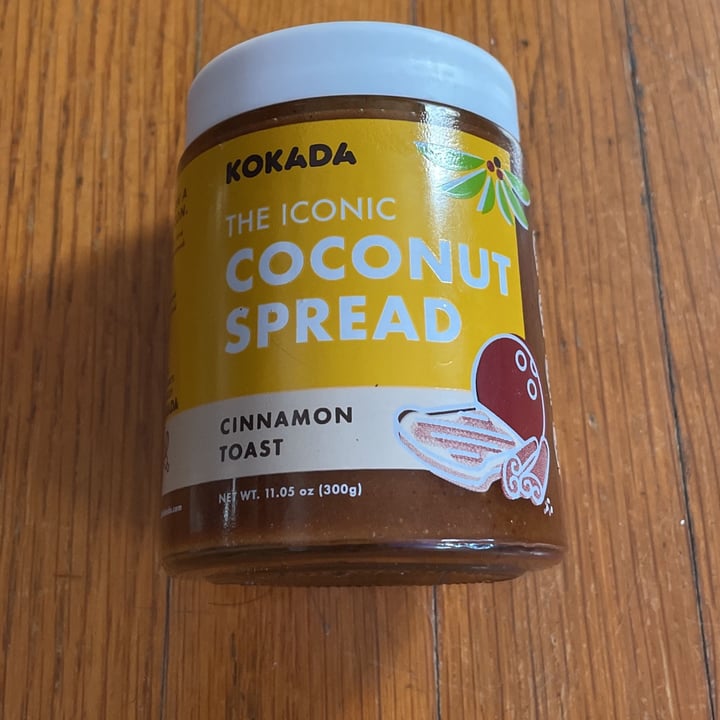 KOKADA
THE ICONIC
COCONUT
SPREAD
CINNAMON
TOAST
NET WT. 11.05 oz (300g)